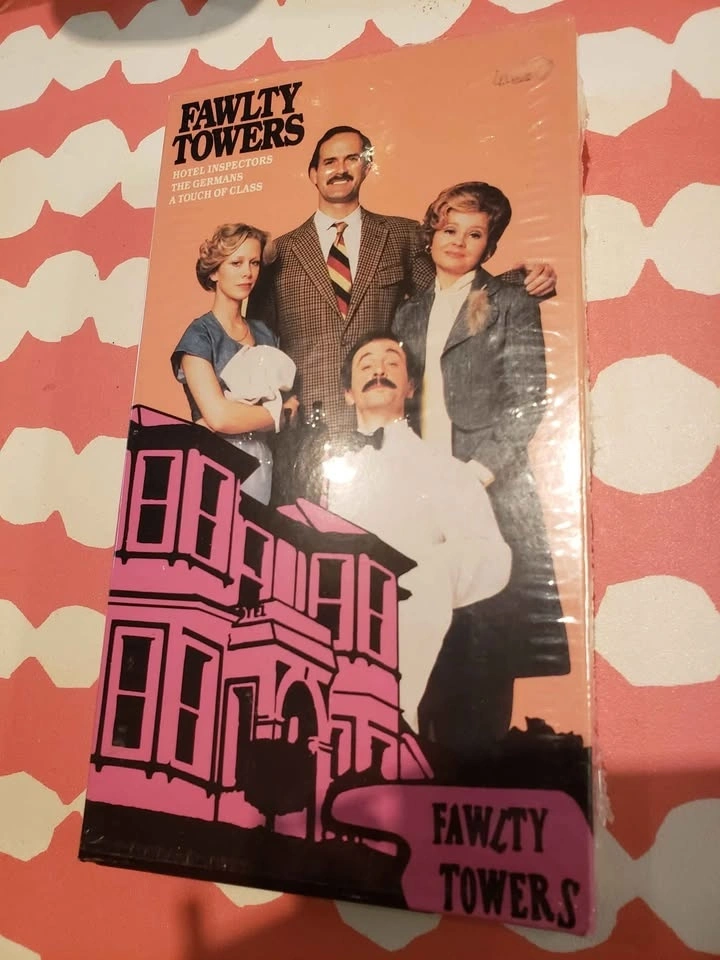 FAWLTY
TOWERS
HOTEL INSPECTORS
THE GERMANS
A TOUCH OF CLASS
FAWLTY
TOWERS